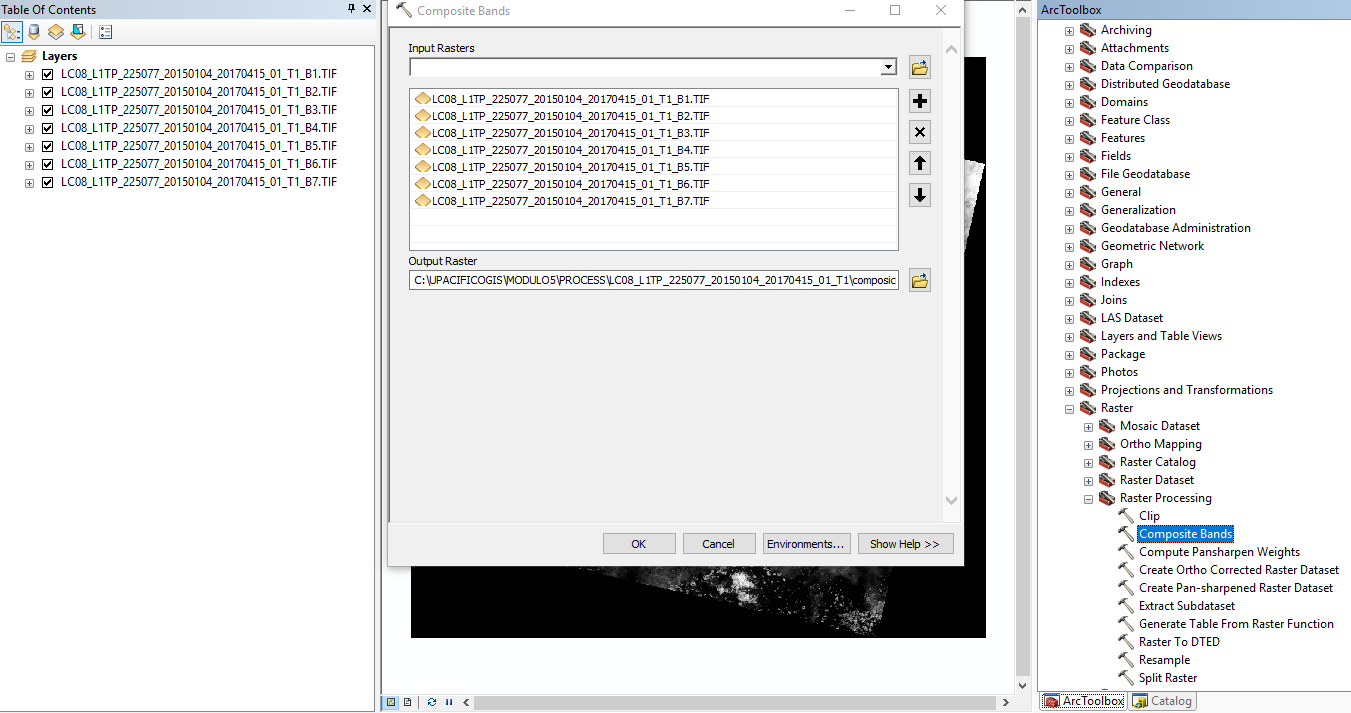 Table Of Contents
Layers
LC08_L1TP_225077_20150104_20170415_01_T1_B1.TIF
LC08_L1TP_225077_20150104_20170415_01_T1_B2.TIF
LC08_L1TP_225077_20150104_20170415_01_T1_B3.TIF
LC08_L1TP_225077_20150104_20170415_01_T1_B4.TIF
LC08_L1TP_225077_20150104_20170415_01_T1_B5.TIF
LC08_L1TP_225077_20150104_20170415_01_T1_B6.TIF
LC08_L1TP_225077_20150104_20170415_01_T1_B7.TIF
Composite Bands
Input Rasters
LC08_L1TP_225077_20150104_20170415_01_T1_B1.TIF
LC08_L1TP_225077_20150104_20170415_01_T1_B2.TIF
LC08_L1TP_225077_20150104_20170415_01_T1_B3.TIF
LC08_L1TP_225077_20150104_20170415_01_T1_B4.TIF
LC08_L1TP_225077_20150104_20170415_01_T1_B5.TIF
LC08_L1TP_225077_20150104_20170415_01_T1_B6.TIF
LC08_L1TP_225077_20150104_20170415_01_T1_B7.TIF
Output Raster
C:\UPACIFICOGIS\MODULO5\PROCESS\LC08_L1TP_225077_20150104_20170415_01_T1\composic
OK Cancel Environments... Show Help >>
ArcToolbox
Archiving
Attachments
Data Comparison
Distributed Geodatabase
Domains
Feature Class
Features
Fields
File Geodatabase
General
Generalization
Geodatabase Administration
Geometric Network
Graph
Indexes
Joins
LAS Dataset
Layers and Table Views
Package
Photos
Projections and Transformations
Raster
Mosaic Dataset
Ortho Mapping
Raster Catalog
Raster Dataset
Raster Processing
Clip
Composite Bands
Compute Pansharpen Weights
Create Ortho Corrected Raster Dataset
Create Pan-sharpened Raster Dataset
Extract Subdataset
Generate Table From Raster Function
Raster To DTED
Resample
Split Raster
ArcToolbox Catalog